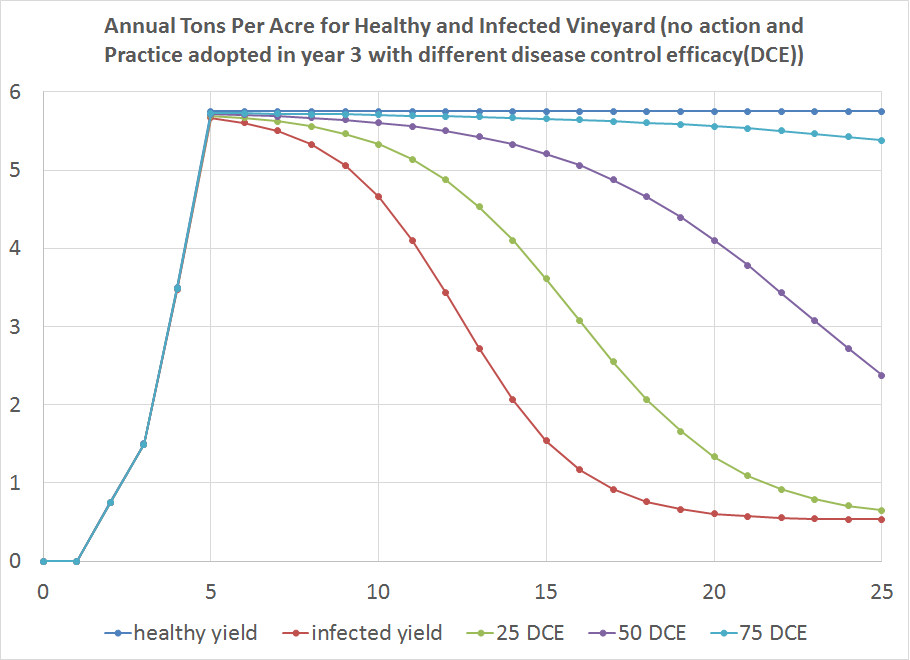 Annual Tons Per Acre for Healthy and Infected Vineyard (no action and
Practice adopted in year 3 with different disease control efficacy(DCE))
6
5
4
3
2
1
0
0 5 10 15 20 25
healthy yield infected yield 25 DCE 50 DCE 75 DCE